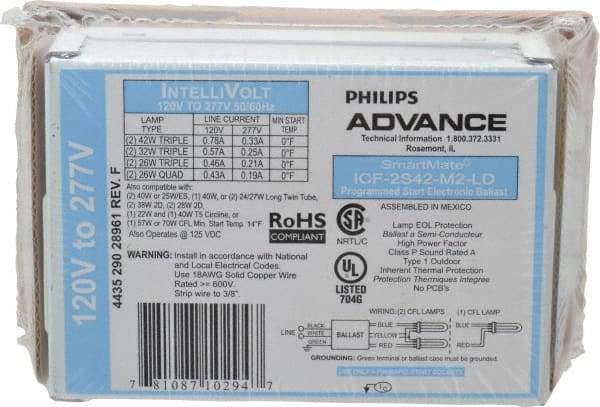 120V to 277V
4435 290 28961 REV. F
INTELLIVOLT
120V TO 277V 50/60Hz
LAMP TYPE LINE CURRENT MIN START TEMP.
120V 277V
(2) 42W TRIPLE 0.78A 0.33A 0°F
(2) 32W TRIPLE 0.57A 0.25A 0°F
(2) 26W TRIPLE 0.46A 0.21A 0°F
(2) 26W QUAD 0.43A 0.19A 0°F
Also compatible with:
(2) 40W or 25W/ES, (1) 46W, or (2) 24/27W Long Twin Tube,
(2) 38W 2D, (2) 28W 2D,
(1) 22W and (1) 40W T5 Circline, or
(1) 57W or 70W CFL Min. Start Temp. 14°F
Also Operates @ 125 VDC
RoHS
COMPLIANT
WARNING: Install in accordance with National
and Local Electrical Codes.
Use 18AWG Solid Copper Wire
Rated >= 600V.
Strip wire to 3/8".
7 81087 10294 7
PHILIPS
ADVANCE
Technical Information 1.800.372.3331
Rosemont, IL
SmartMate
ICF-2S42-M2-LD
Programmed Start Electronic Ballast
SA
NRTL/C
UL
LISTED
704G
ASSEMBLED IN MEXICO
Lamp EOL Protection
Ballast a Semi-Conducteur
High Power Factor
Class P Sound Rated A
Type 1 Outdoor
Inherent Thermal Protection
Protection Thermiques Integree
No PCB's
WIRING: (2) CFL LAMPS (1) CFL LAMP
LINE BLACK WHITE GREEN BALLAST BLUE YELLOW RED BLUE RED
GROUNDING: Green terminal or ballast case must be grounded.
USE ONLY 4-PIN/RAPID START SOCKETS
Tc